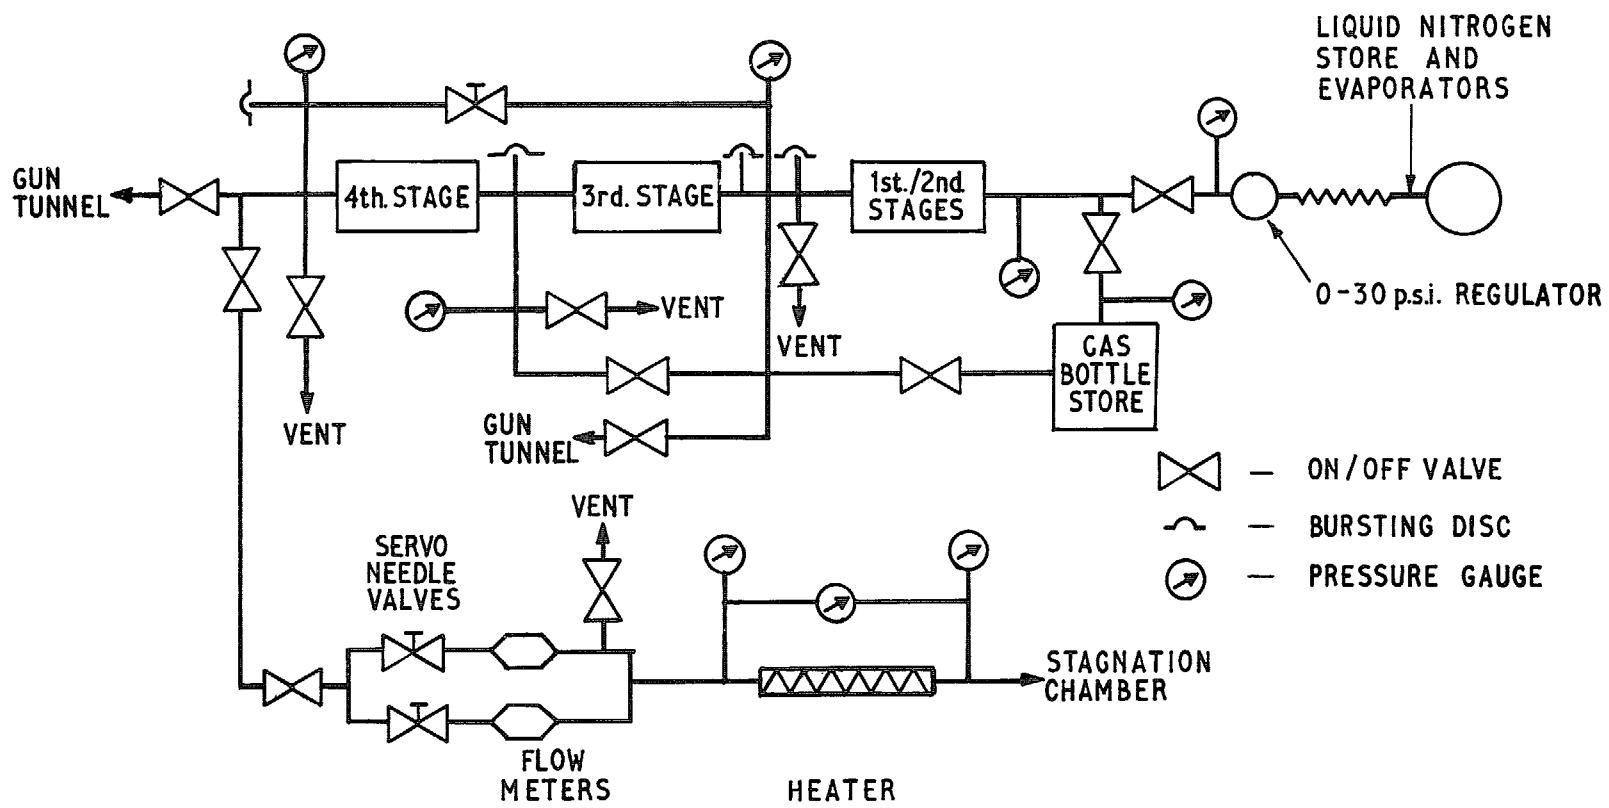 LIQUID NITROGEN
STORE AND
EVAPORATORS
GUN
TUNNEL
4th. STAGE
3rd. STAGE
1st./2nd.
STAGES
0-30 p.s.i. REGULATOR
VENT
VENT
GAS
BOTTLE
STORE
VENT
GUN
TUNNEL
ON/OFF VALVE
BURSTING DISC
PRESSURE GAUGE
VENT
SERVO
NEEDLE
VALVES
STAGNATION
CHAMBER
FLOW
METERS
HEATER